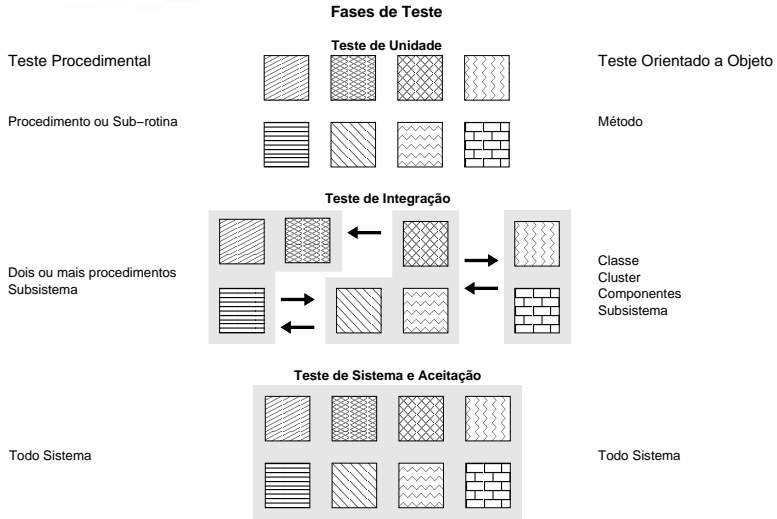 Fases de Teste
Teste de Unidade
Teste Procedimental
Teste Orientado a Objeto
Procedimento ou Sub-rotina
Método
Teste de Integração
Dois ou mais procedimentos
Subsistema
Classe
Cluster
Componentes
Subsistema
Teste de Sistema e Aceitação
Todo Sistema
Todo Sistema